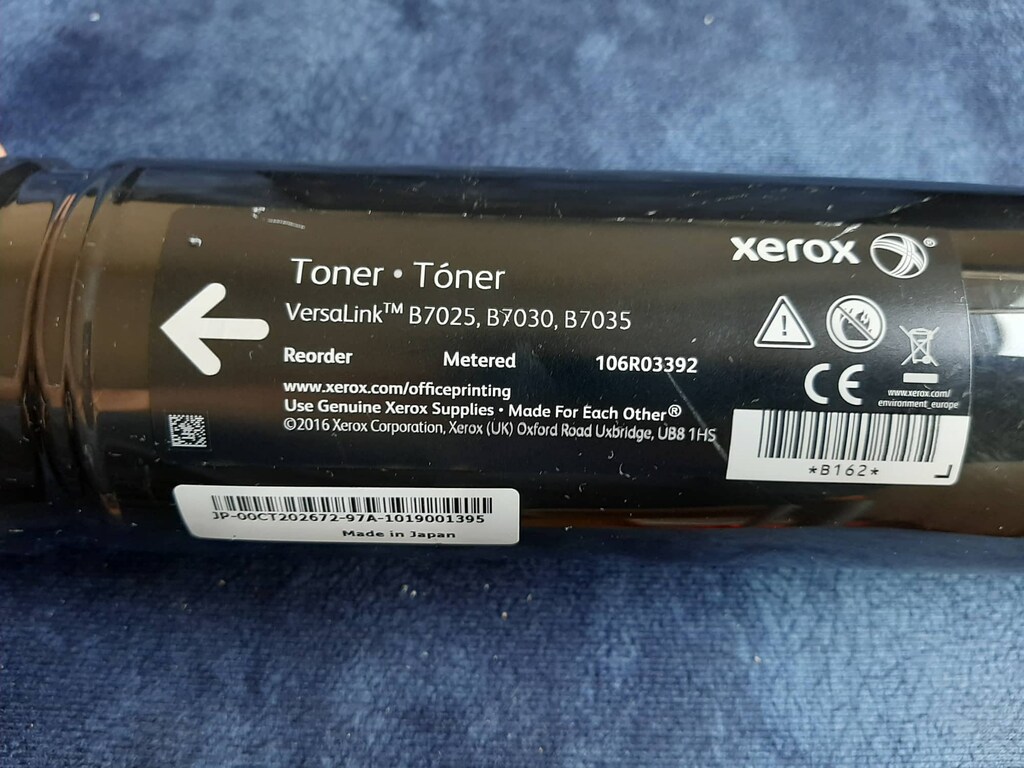 xerox®
Toner • Tóner
VersaLink™ B7025, B7030, B7035
Reorder Metered 106R03392
www.xerox.com/officeprinting
Use Genuine Xerox Supplies • Made For Each Other®
©2016 Xerox Corporation, Xerox (UK) Oxford Road Uxbridge, UB8 1HS
CE
www.xerox.com/
environment_europe
*B162*
JP-00CT202672-97A-1019001395
Made in Japan